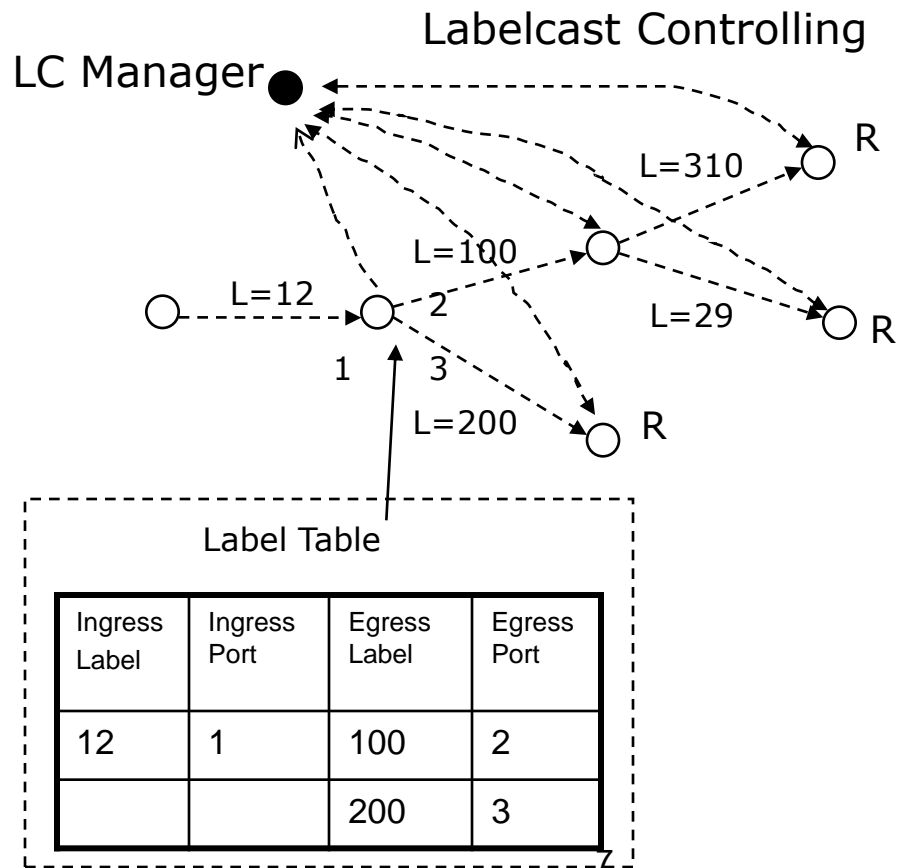 Labelcast Controlling
LC Manager
R
L=310
L=100
L=12
2
L=29
R
1
3
L=200
R
Label Table
Ingress Label
Ingress Port
Egress Label
Egress Port
12
1
100
2
200
3
7